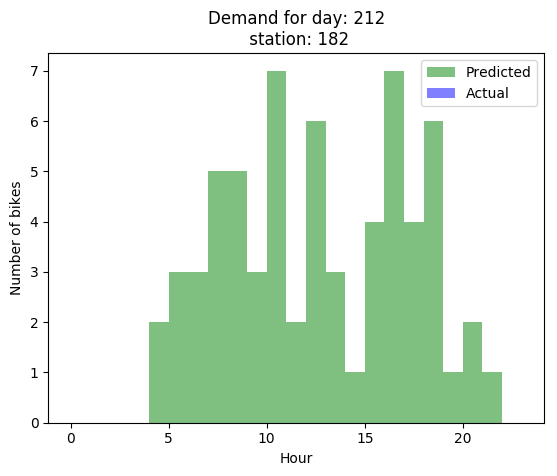 Demand for day: 212
station: 182
Predicted
Actual
Number of bikes
7
6
5
4
3
2
1
0
0 5 10 15 20
Hour